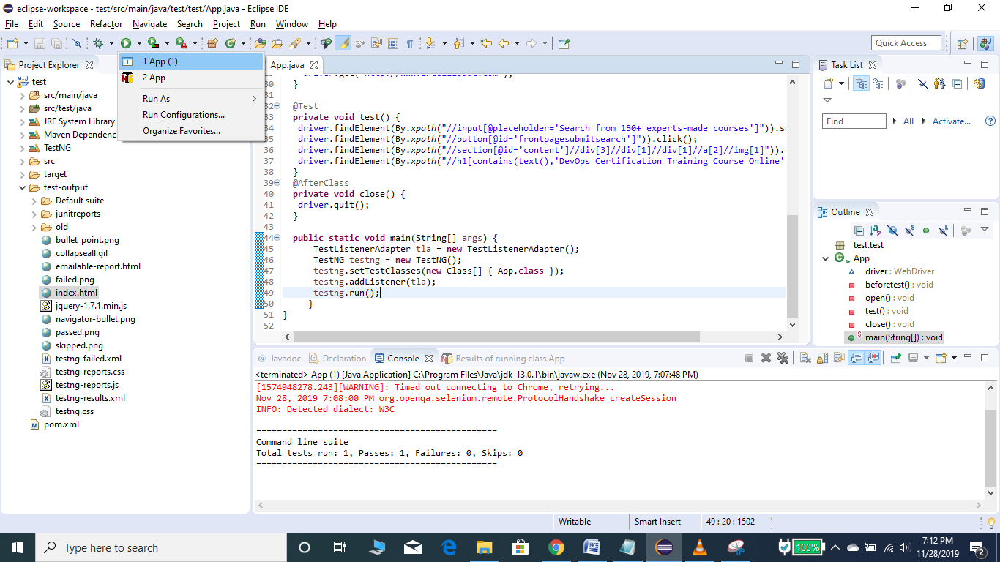 eclipse-workspace - test/src/main/java/test/test/App.java - Eclipse IDE
File Edit Source Refactor Navigate Search Project Run Window Help
Quick Access
Project Explorer
test
src/main/java
src/test/java
JRE System Library
Maven Dependenc
TestNG
src
target
test-output
Default suite
junitreports
old
bullet_point.png
collapseall.gif
emailable-report.html
failed.png
index.html
jquery-1.7.1.min.js
navigator-bullet.png
passed.png
skipped.png
testng-failed.xml
testng-reports.css
testng-reports.js
testng-results.xml
testng.css
pom.xml
1 App (1)
2 App
Run As
Run Configurations...
Organize Favorites...
App.java
30 }
31
32 @Test
33 private void test() {
34 driver.findElement(By.xpath("//input[@placeholder='Search from 150+ experts-made courses']")).se
35 driver.findElement(By.xpath("//button[@id='frontpagesubmitsearch']")).click();
36 driver.findElement(By.xpath("//section[@id='content']//div[3]//div[1]//div[1]//a[2]//img[1]")).c
37 driver.findElement(By.xpath("//h1[contains(text(),'DevOps Certification Training Course Online'
38 }
39 @AfterClass
40 private void close() {
41 driver.quit();
42 }
43
44 public static void main(String[] args) {
45 TestListenerAdapter tla = new TestListenerAdapter();
46 TestNG testng = new TestNG();
47 testng.setTestClasses(new Class[] { App.class });
48 testng.addListener(tla);
49 testng.run();
50 }
51 }
52
Task List
Find
All
Activate...
Outline
test.test
App
driver : WebDriver
beforetest() : void
open() : void
test() : void
close() : void
main(String[]) : void
Javadoc Declaration Console Results of running class App
<terminated> App (1) [Java Application] C:\Program Files\Java\jdk-13.0.1\bin\javaw.exe (Nov 28, 2019, 7:07:48 PM)
[1574948278.243][WARNING]: Timed out connecting to Chrome, retrying...
Nov 28, 2019 7:08:00 PM org.openqa.selenium.remote.ProtocolHandshake createSession
INFO: Detected dialect: W3C
===============================================
Command line suite
Total tests run: 1, Passes: 1, Failures: 0, Skips: 0
===============================================
Writable
Smart Insert
49 : 20 : 1502
Type here to search
100%
7:12 PM
11/28/2019
2